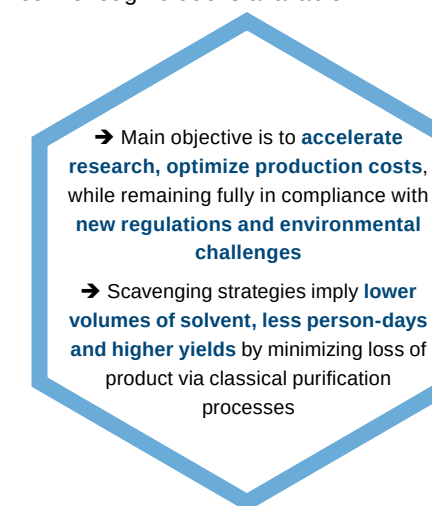 ➔ Main objective is to accelerate
research, optimize production costs,
while remaining fully in compliance with
new regulations and environmental
challenges
➔ Scavenging strategies imply lower
volumes of solvent, less person-days
and higher yields by minimizing loss of
product via classical purification
processes